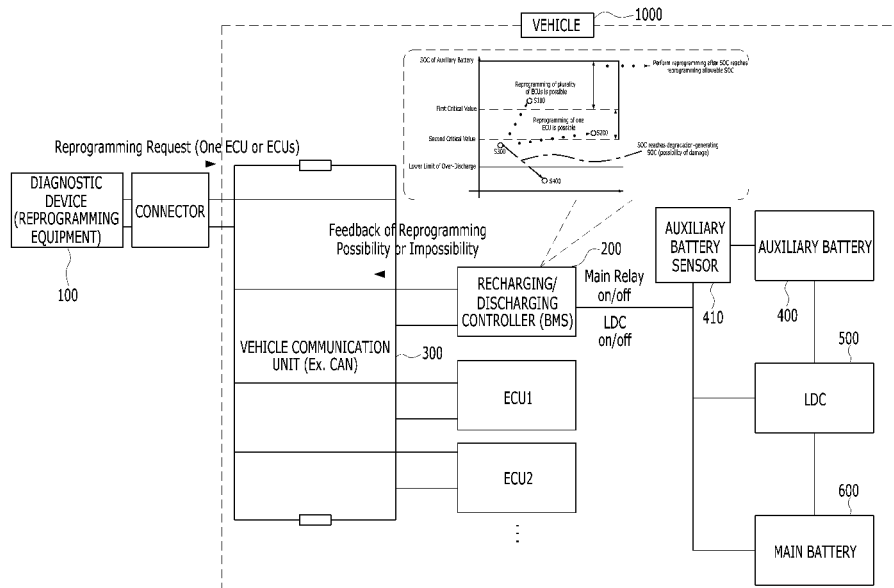 VEHICLE
1000
SOC of Auxiliary Battery
Perform reprogramming after SOC reaches
reprogramming allowable SOC
Reprogramming of plurality
of ECUs is possible
S100
First Critical Value
Reprogramming of one
ECU is possible
S200
Second Critical Value
S300
SOC reaches degradation-generating
SOC (possibility of damage)
Lower Limit of Over-Discharge
S400
Reprogramming Request (One ECU or ECUs)
DIAGNOSTIC
DEVICE
(REPROGRAMMING
EQUIPMENT)
100
CONNECTOR
Feedback of Reprogramming
Possibility or Impossibility
200
RECHARGING/
DISCHARGING
CONTROLLER (BMS)
Main Relay
on/off
LDC
on/off
AUXILIARY
BATTERY
SENSOR
410
AUXILIARY BATTERY
400
VEHICLE COMMUNICATION
UNIT (Ex. CAN)
300
500
LDC
ECU1
ECU2
600
MAIN BATTERY